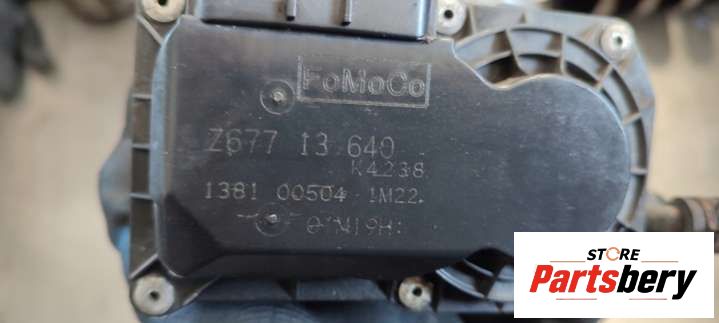 FoMoCo
Z677 13 640
K4238
1381 00504 1M22
STORE
Partsbery